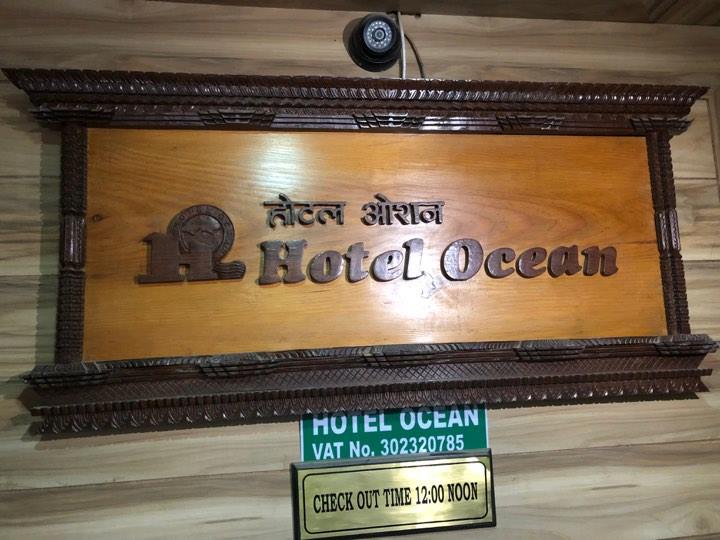 होटल ओशन
H Hotel Ocean
HOTEL OCEAN
VAT No. 302320785
CHECK OUT TIME 12:00 NOON